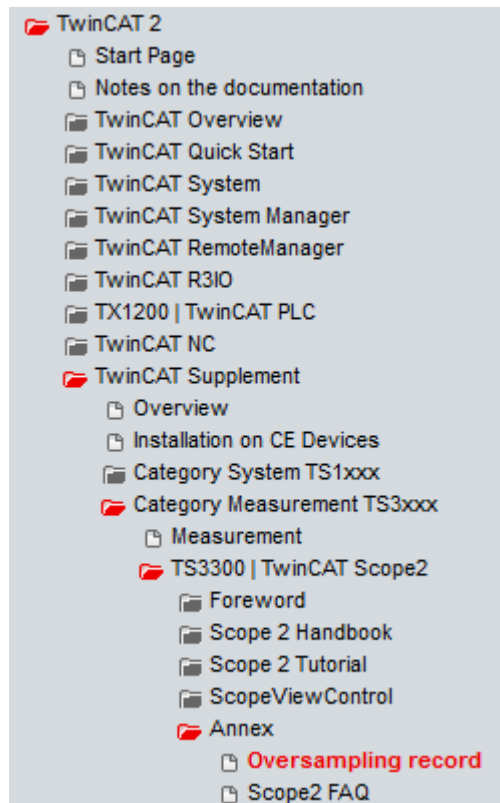 TwinCAT 2
Start Page
Notes on the documentation
TwinCAT Overview
TwinCAT Quick Start
TwinCAT System
TwinCAT System Manager
TwinCAT RemoteManager
TwinCAT R3IO
TX1200 | TwinCAT PLC
TwinCAT NC
TwinCAT Supplement
Overview
Installation on CE Devices
Category System TS1xxx
Category Measurement TS3xxx
Measurement
TS3300 | TwinCAT Scope2
Foreword
Scope 2 Handbook
Scope 2 Tutorial
ScopeViewControl
Annex
Oversampling record
Scope2 FAQ